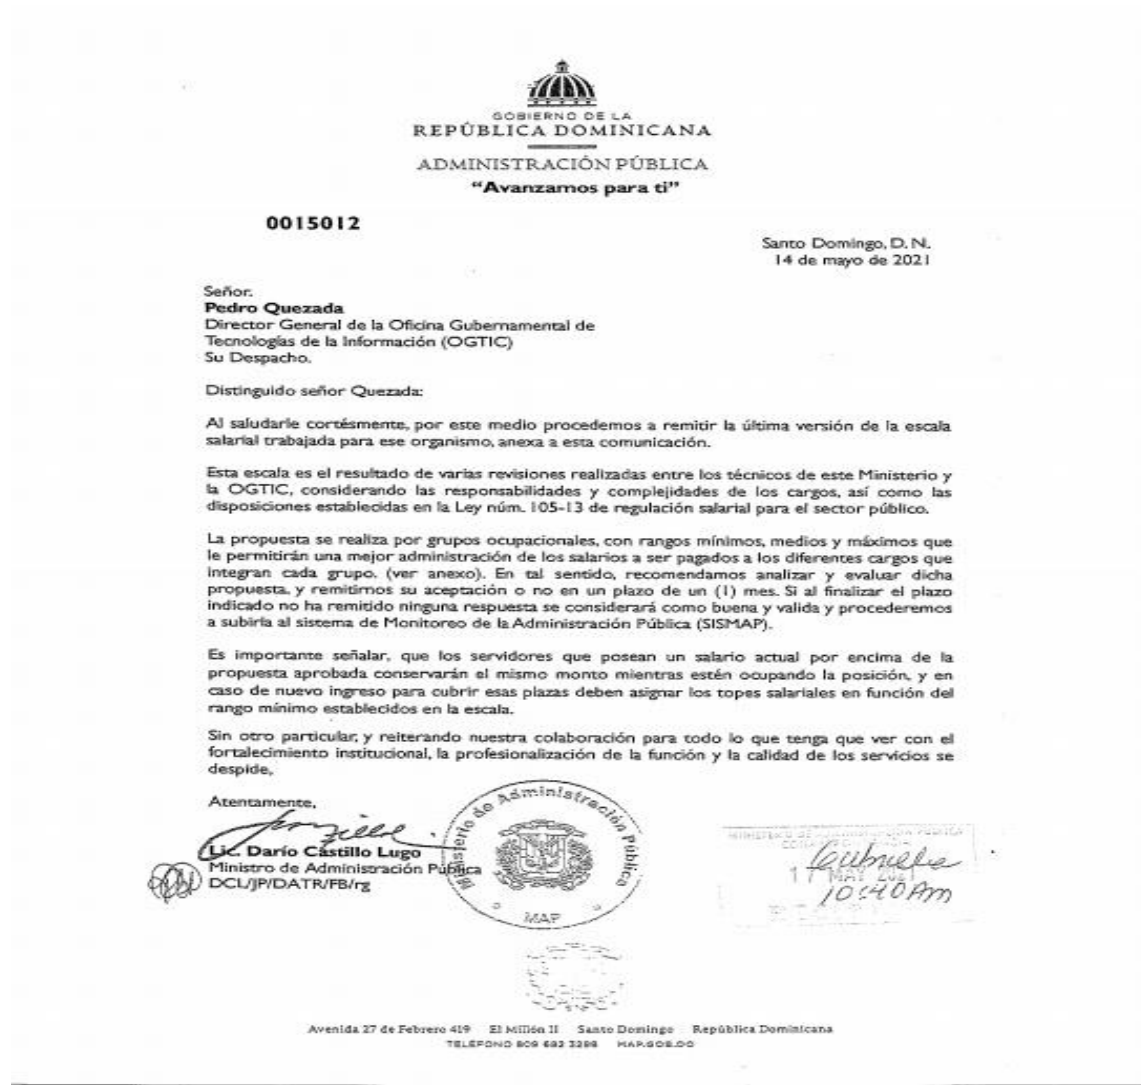 GOBIERNO DE LA
REPÚBLICA DOMINICANA
ADMINISTRACIÓN PÚBLICA
“Avanzamos para ti”
0015012
Santo Domingo, D. N.
14 de mayo de 2021
Señor.
Pedro Quezada
Director General de la Oficina Gubernamental de
Tecnologías de la Información (OGTIC)
Su Despacho.
Distinguido señor Quezada:
Al saludarle cortésmente, por este medio procedemos a remitir la última versión de la escala
salarial trabajada para ese organismo, anexa a esta comunicación.
Esta escala es el resultado de varias revisiones realizadas entre los técnicos de este Ministerio y
la OGTIC, considerando las responsabilidades y complejidades de los cargos, así como las
disposiciones establecidas en la Ley núm. 105-13 de regulación salarial para el sector público.
La propuesta se realiza por grupos ocupacionales, con rangos mínimos, medios y máximos que
le permitirán una mejor administración de los salarios a ser pagados a los diferentes cargos que
integran cada grupo. (ver anexo). En tal sentido, recomendamos analizar y evaluar dicha
propuesta, y remitirnos su aceptación o no en un plazo de un (1) mes. Si al finalizar el plazo
indicado no ha remitido ninguna respuesta se considerará como buena y valida y procederemos
a subirla al sistema de Monitoreo de la Administración Pública (SISMAP).
Es importante señalar, que los servidores que posean un salario actual por encima de la
propuesta aprobada conservarán el mismo monto mientras estén ocupando la posición, y en
caso de nuevo ingreso para cubrir esas plazas deben asignar los topes salariales en función del
rango mínimo establecidos en la escala.
Sin otro particular, y reiterando nuestra colaboración para todo lo que tenga que ver con el
fortalecimiento institucional, la profesionalización de la función y la calidad de los servicios se
despide,
Atentamente,
Lic. Darío Castillo Lugo
Ministro de Administración Pública
DCL/JP/DATR/FB/rg
Ministerio de Administración Pública
MAP
MINISTERIO DE ADMINISTRACIÓN PÚBLICA
17 MAY 2021
10:40 AM
Avenida 27 de Febrero 419 El Millón II Santo Domingo República Dominicana
TELÉFONO 809 682 3298 MAP.GOB.DO